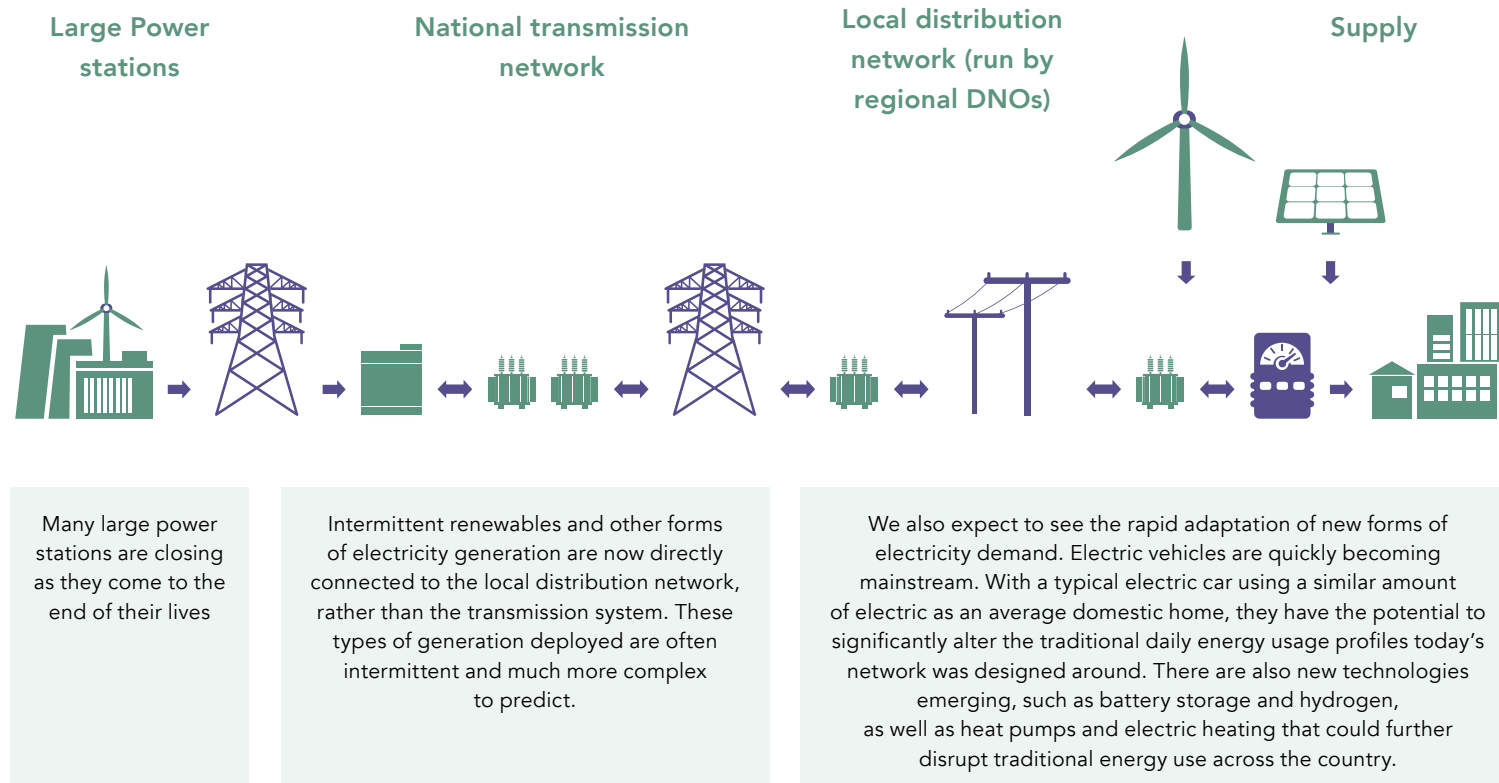 Large Power
stations
National transmission
network
Local distribution
network (run by
regional DNOs)
Supply
Many large power
stations are closing
as they come to the
end of their lives
Intermittent renewables and other forms
of electricity generation are now directly
connected to the local distribution network,
rather than the transmission system. These
types of generation deployed are often
intermittent and much more complex
to predict.
We also expect to see the rapid adaptation of new forms of
electricity demand. Electric vehicles are quickly becoming
mainstream. With a typical electric car using a similar amount
of electric as an average domestic home, they have the potential to
significantly alter the traditional daily energy usage profiles today's
network was designed around. There are also new technologies
emerging, such as battery storage and hydrogen,
as well as heat pumps and electric heating that could further
disrupt traditional energy use across the country.